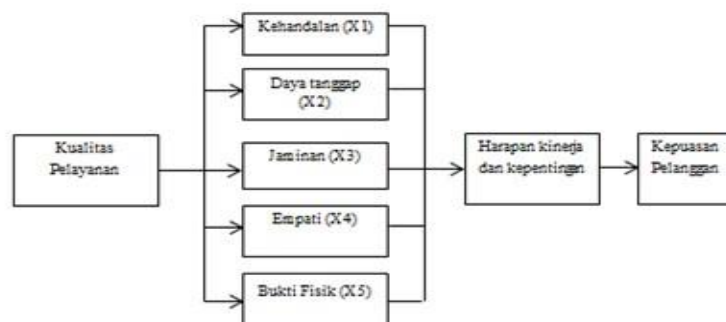 Kualitas
Pelayanan
Kehandalan (X1)
Daya tanggap
(X2)
Jaminan (X3)
Empati (X4)
Bukti Fisik (X5)
Harapan kinerja
dan kepentingan
Kepuasan
Pelanggan